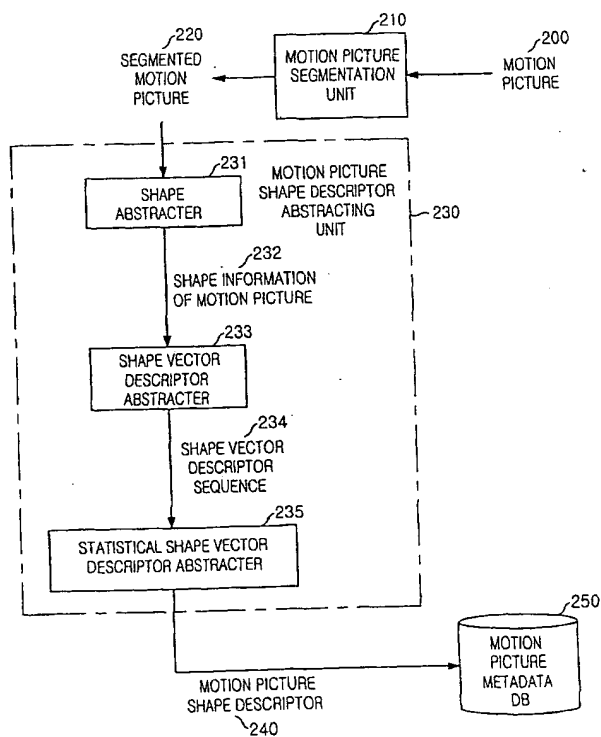 220
SEGMENTED
MOTION
PICTURE
210
MOTION PICTURE
SEGMENTATION
UNIT
200
MOTION
PICTURE
231
SHAPE
ABSTRACTER
MOTION PICTURE
SHAPE DESCRIPTOR
ABSTRACTING
UNIT
230
232
SHAPE INFORMATION
OF MOTION PICTURE
233
SHAPE VECTOR
DESCRIPTOR
ABSTRACTER
234
SHAPE VECTOR
DESCRIPTOR
SEQUENCE
235
STATISTICAL SHAPE VECTOR
DESCRIPTOR ABSTRACTER
250
MOTION
PICTURE
METADATA
DB
MOTION PICTURE
SHAPE DESCRIPTOR
240